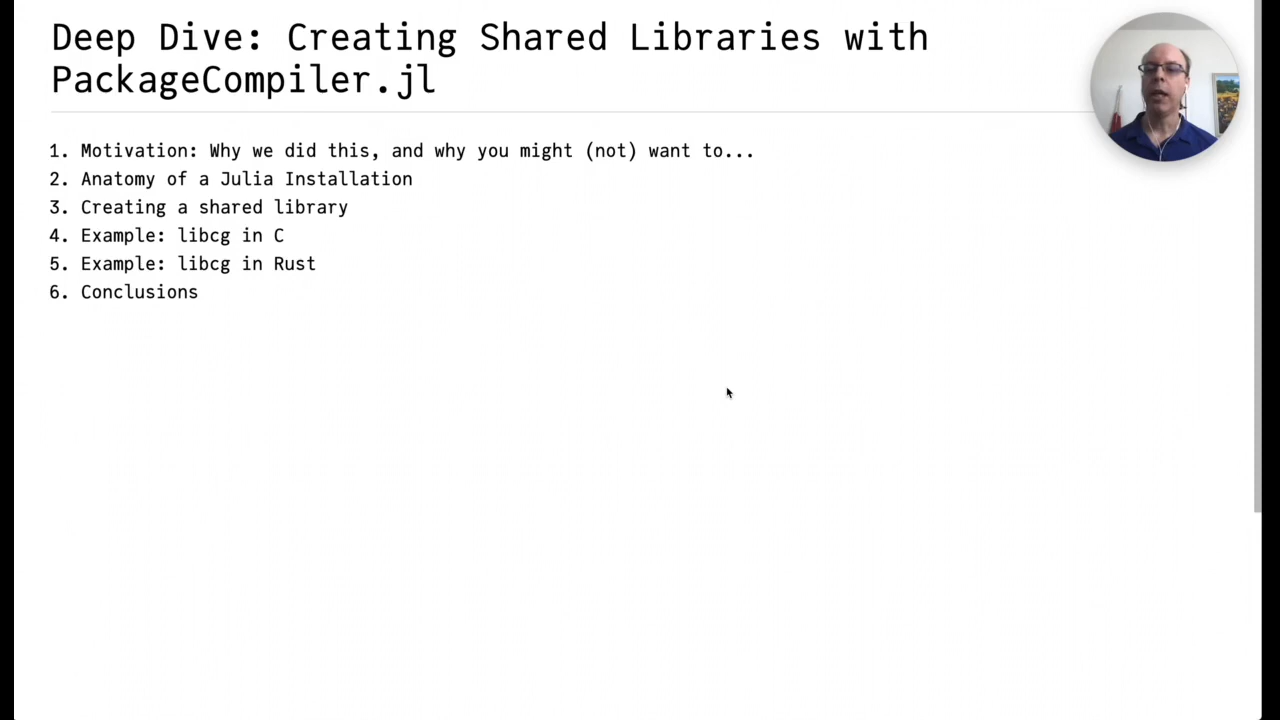 Deep Dive: Creating Shared Libraries with
PackageCompiler.jl
1. Motivation: Why we did this, and why you might (not) want to...
2. Anatomy of a Julia Installation
3. Creating a shared library
4. Example: libcg in C
5. Example: libcg in Rust
6. Conclusions